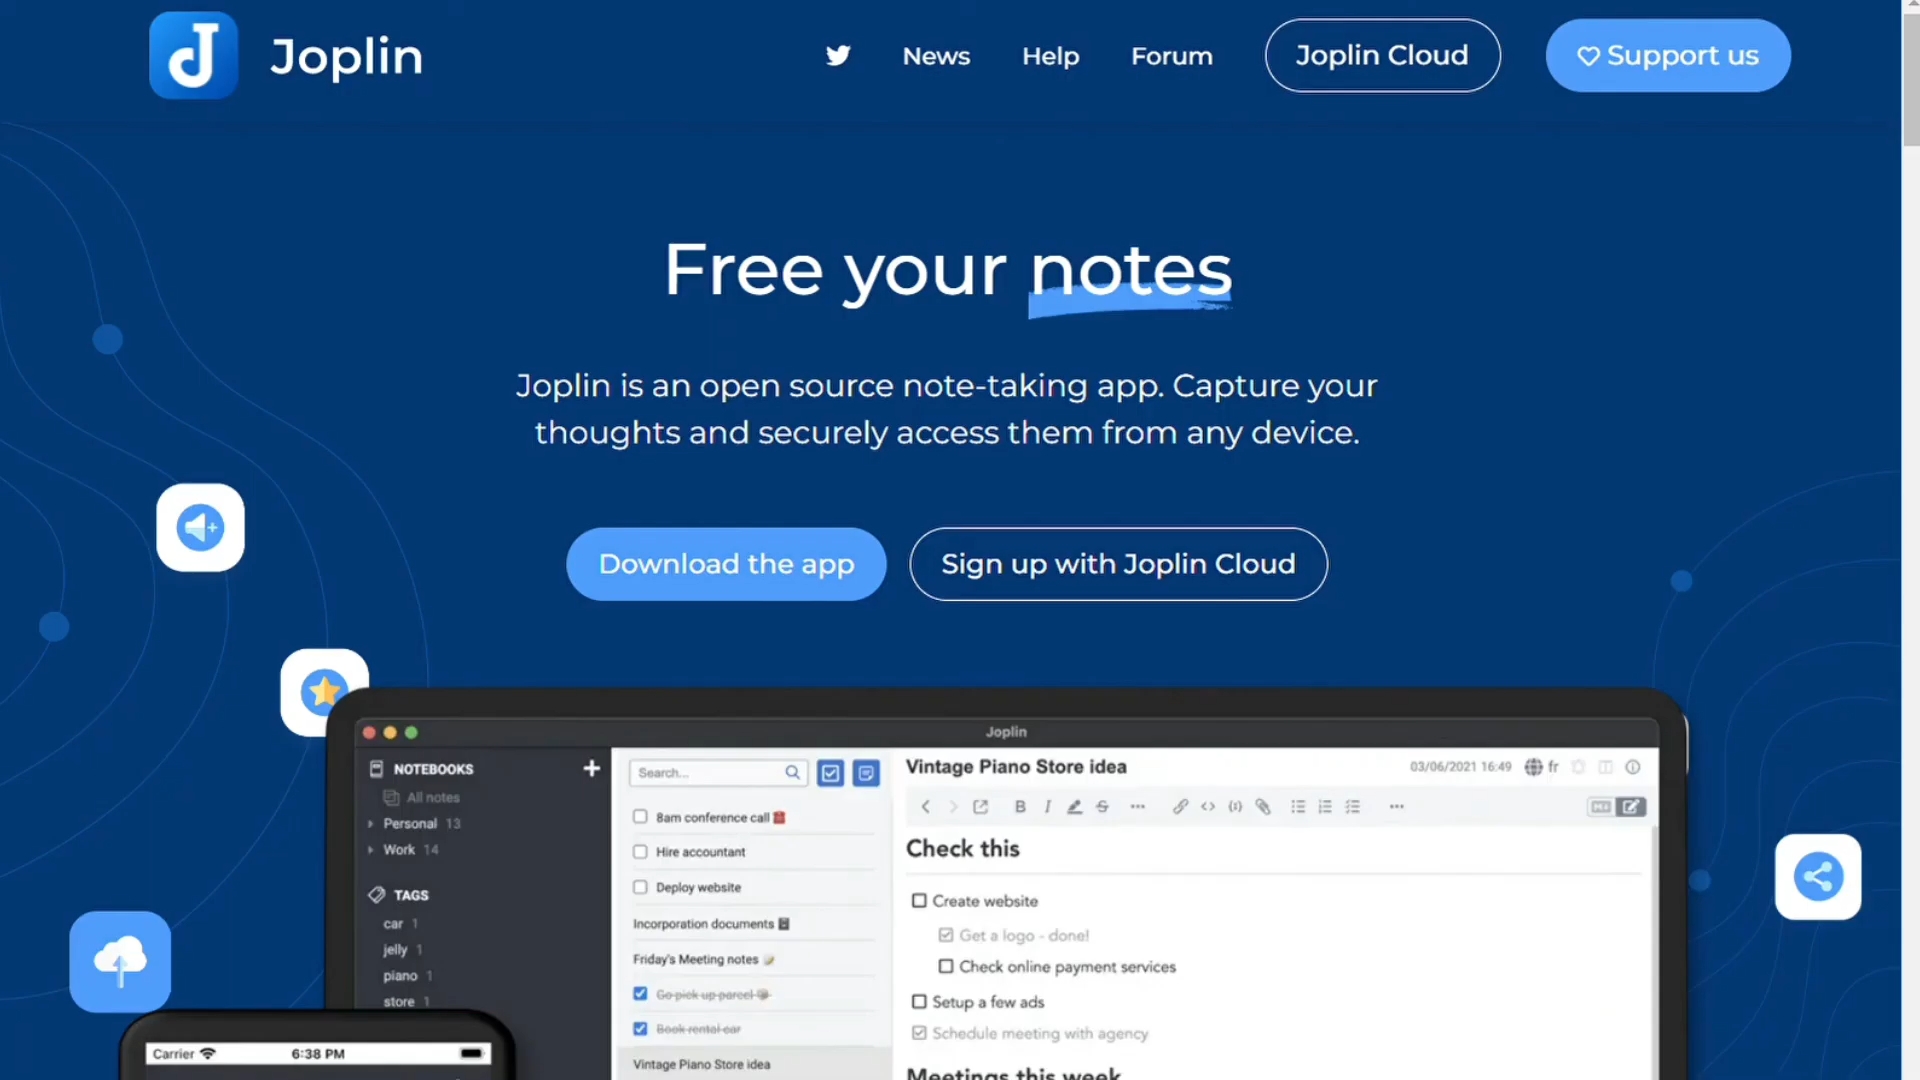 Joplin
News
Help
Forum
Joplin Cloud
Support us
Free your notes
Joplin is an open source note-taking app. Capture your
thoughts and securely access them from any device.
Download the app
Sign up with Joplin Cloud
Joplin
NOTEBOOKS
All notes
Personal 13
Work 14
TAGS
car 1
jelly 1
piano 1
store 1
Search...
8am conference call
Hire accountant
Deploy website
Incorporation documents
Friday's Meeting notes
Go pick up parcel
Book rental car
Vintage Piano Store idea
Vintage Piano Store idea
03/06/2021 16:49
fr
Check this
Create website
Get a logo - done!
Check online payment services
Setup a few ads
Schedule meeting with agency
Meetings this week
Carrier
6:38 PM